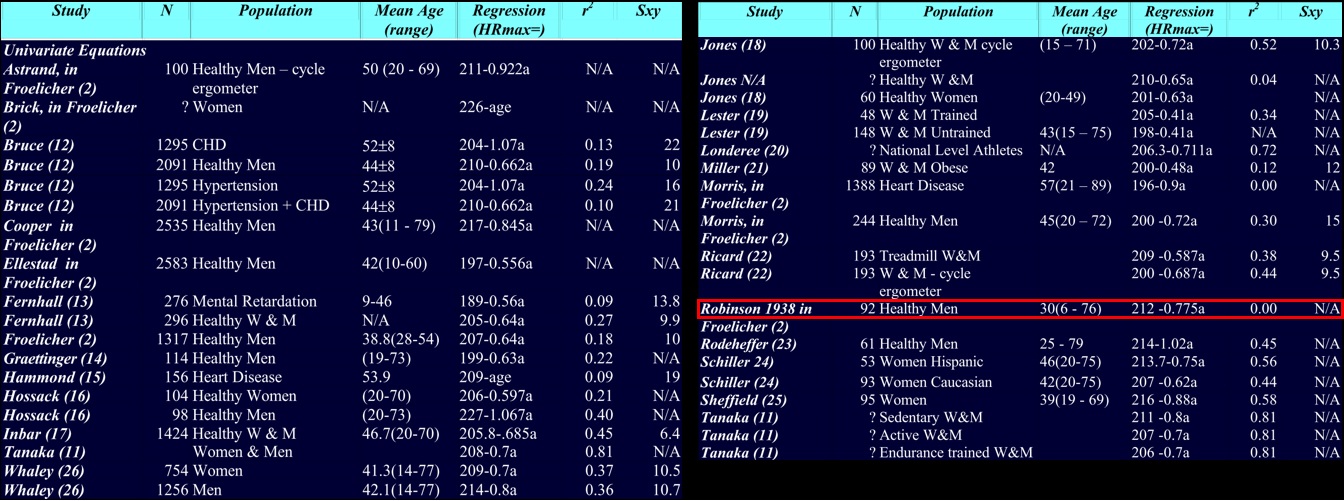 Study N Population Mean Age Regression r2 Sxy
(range) (HRmax=)
Univariate Equations
Astrand, in 100 Healthy Men – cycle 50 (20 - 69) 211-0.922a N/A N/A
Froelicher (2) ergometer
Brick, in Froelicher ? Women N/A 226-age N/A N/A
(2)
Bruce (12) 1295 CHD 52±8 204-1.07a 0.13 22
Bruce (12) 2091 Healthy Men 44±8 210-0.662a 0.19 10
Bruce (12) 1295 Hypertension 52±8 204-1.07a 0.24 16
Bruce (12) 2091 Hypertension + CHD 44±8 210-0.662a 0.10 21
Cooper in 2535 Healthy Men 43(11 - 79) 217-0.845a N/A N/A
Froelicher (2)
Ellestad in 2583 Healthy Men 42(10-60) 197-0.556a N/A N/A
Froelicher (2)
Fernhall (13) 276 Mental Retardation 9-46 189-0.56a 0.09 13.8
Fernhall (13) 296 Healthy W & M N/A 205-0.64a 0.27 9.9
Froelicher (2) 1317 Healthy Men 38.8(28-54) 207-0.64a 0.18 10
Graettinger (14) 114 Healthy Men (19-73) 199-0.63a 0.22 N/A
Hammond (15) 156 Heart Disease 53.9 209-age 0.09 19
Hossack (16) 104 Healthy Women (20-70) 206-0.597a 0.21 N/A
Hossack (16) 98 Healthy Men (20-73) 227-1.067a 0.40 N/A
Inbar (17) 1424 Healthy W & M 46.7(20-70) 205.8-.685a 0.45 6.4
Tanaka (11) Women & Men 208-0.7a 0.81 N/A
Whaley (26) 754 Women 41.3(14-77) 209-0.7a 0.37 10.5
Whaley (26) 1256 Men 42.1(14-77) 214-0.8a 0.36 10.7
Study N Population Mean Age Regression r2 Sxy
(range) (HRmax=)
Jones (18) 100 Healthy W & M cycle (15 – 71) 202-0.72a 0.52 10.3
ergometer
Jones N/A ? Healthy W &M 210-0.65a 0.04 N/A
Jones (18) 60 Healthy Women (20-49) 201-0.63a N/A
Lester (19) 48 W & M Trained 205-0.41a 0.34 N/A
Lester (19) 148 W & M Untrained 43(15 – 75) 198-0.41a N/A N/A
Londeree (20) ? National Level Athletes N/A 206.3-0.711a 0.72 N/A
Miller (21) 89 W & M Obese 42 200-0.48a 0.12 12
Morris, in 1388 Heart Disease 57(21 – 89) 196-0.9a 0.00 N/A
Froelicher (2)
Morris, in 244 Healthy Men 45(20 – 72) 200 -0.72a 0.30 15
Froelicher (2)
Ricard (22) 193 Treadmill W&M 209 -0.587a 0.38 9.5
Ricard (22) 193 W & M - cycle 200 -0.687a 0.44 9.5
ergometer
Robinson 1938 in 92 Healthy Men 30(6 - 76) 212 -0.775a 0.00 N/A
Froelicher (2)
Rodeheffer (23) 61 Healthy Men 25 - 79 214-1.02a 0.45 N/A
Schiller 24) 53 Women Hispanic 46(20-75) 213.7-0.75a 0.56 N/A
Schiller (24) 93 Women Caucasian 42(20-75) 207 -0.62a 0.44 N/A
Sheffield (25) 95 Women 39(19 - 69) 216 -0.88a 0.58 N/A
Tanaka (11) ? Sedentary W&M 211 -0.8a 0.81 N/A
Tanaka (11) ? Active W&M 207 -0.7a 0.81 N/A
Tanaka (11) ? Endurance trained W&M 206 -0.7a 0.81 N/A